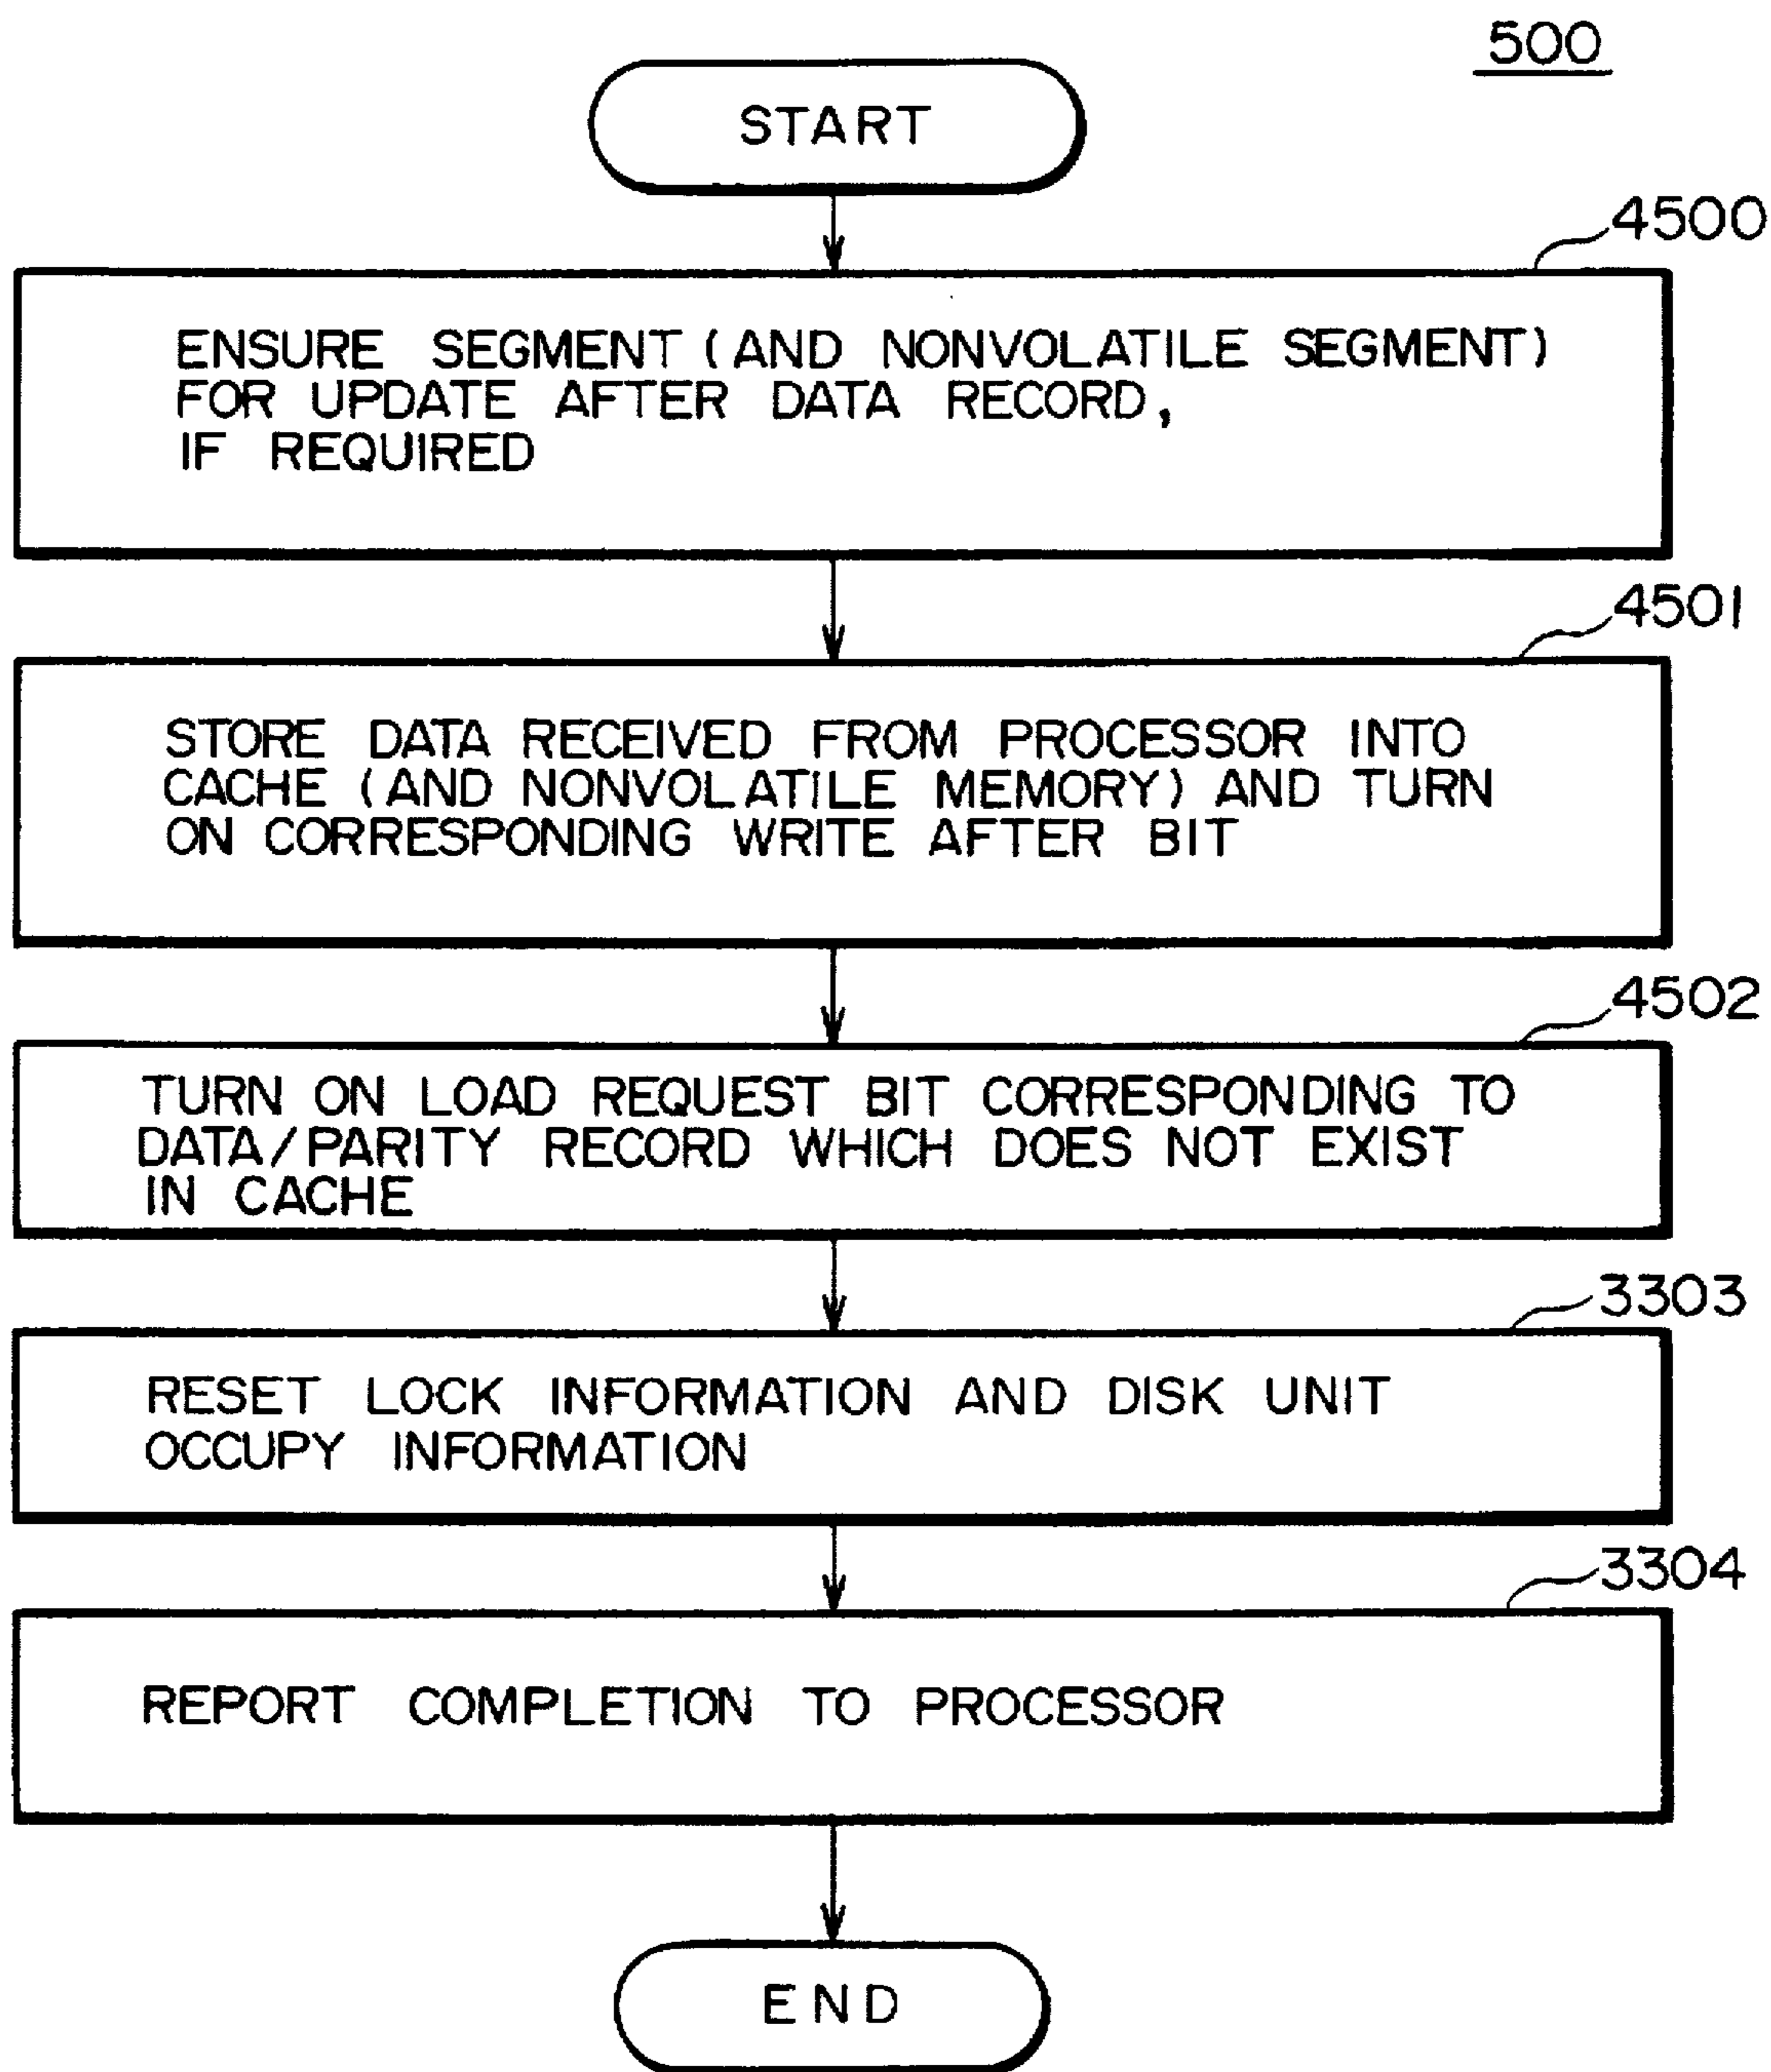 500
START
4500
ENSURE SEGMENT (AND NONVOLATILE SEGMENT)
FOR UPDATE AFTER DATA RECORD,
IF REQUIRED
4501
STORE DATA RECEIVED FROM PROCESSOR INTO
CACHE (AND NONVOLATILE MEMORY) AND TURN
ON CORRESPONDING WRITE AFTER BIT
4502
TURN ON LOAD REQUEST BIT CORRESPONDING TO
DATA/PARITY RECORD WHICH DOES NOT EXIST
IN CACHE
3303
RESET LOCK INFORMATION AND DISK UNIT
OCCUPY INFORMATION
3304
REPORT COMPLETION TO PROCESSOR
END